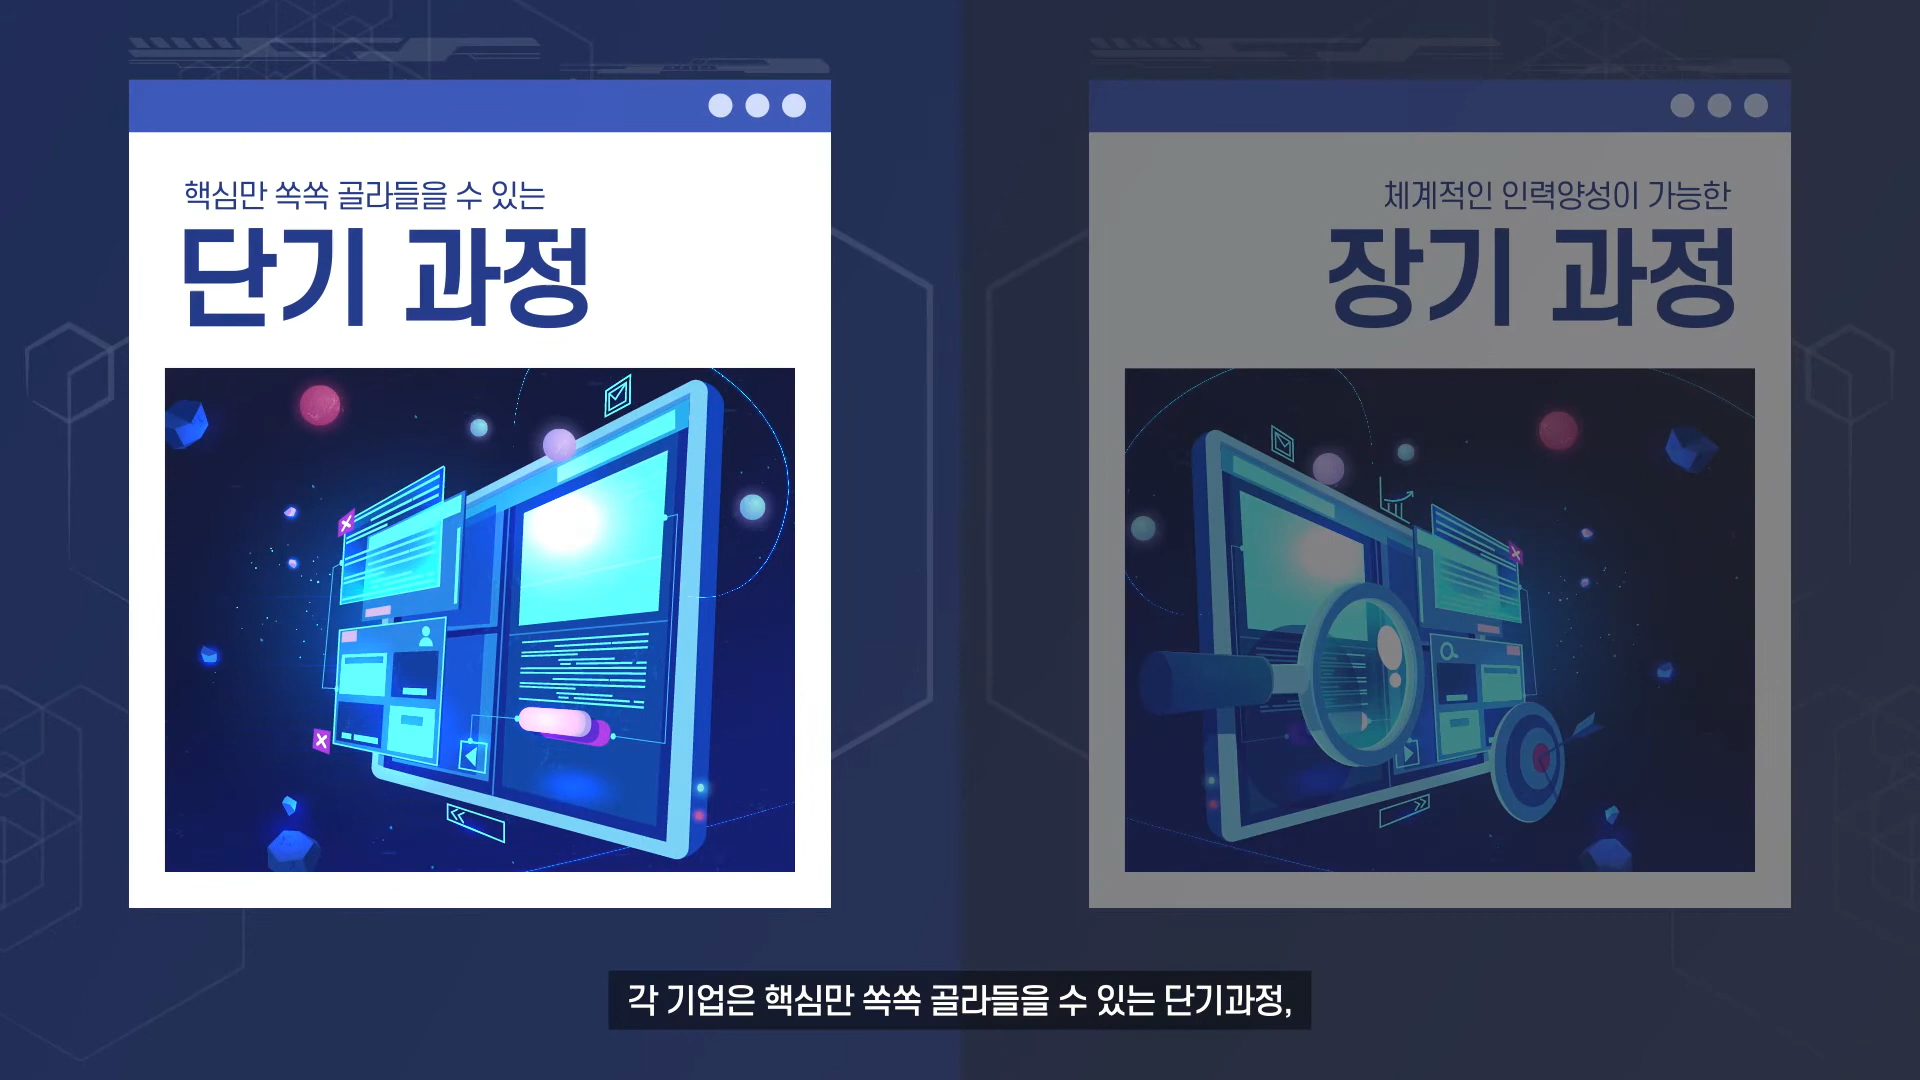 핵심만 쏙쏙 골라들을 수 있는
단기 과정
체계적인 인력양성이 가능한
장기 과정
각 기업은 핵심만 쏙쏙 골라들을 수 있는 단기과정,